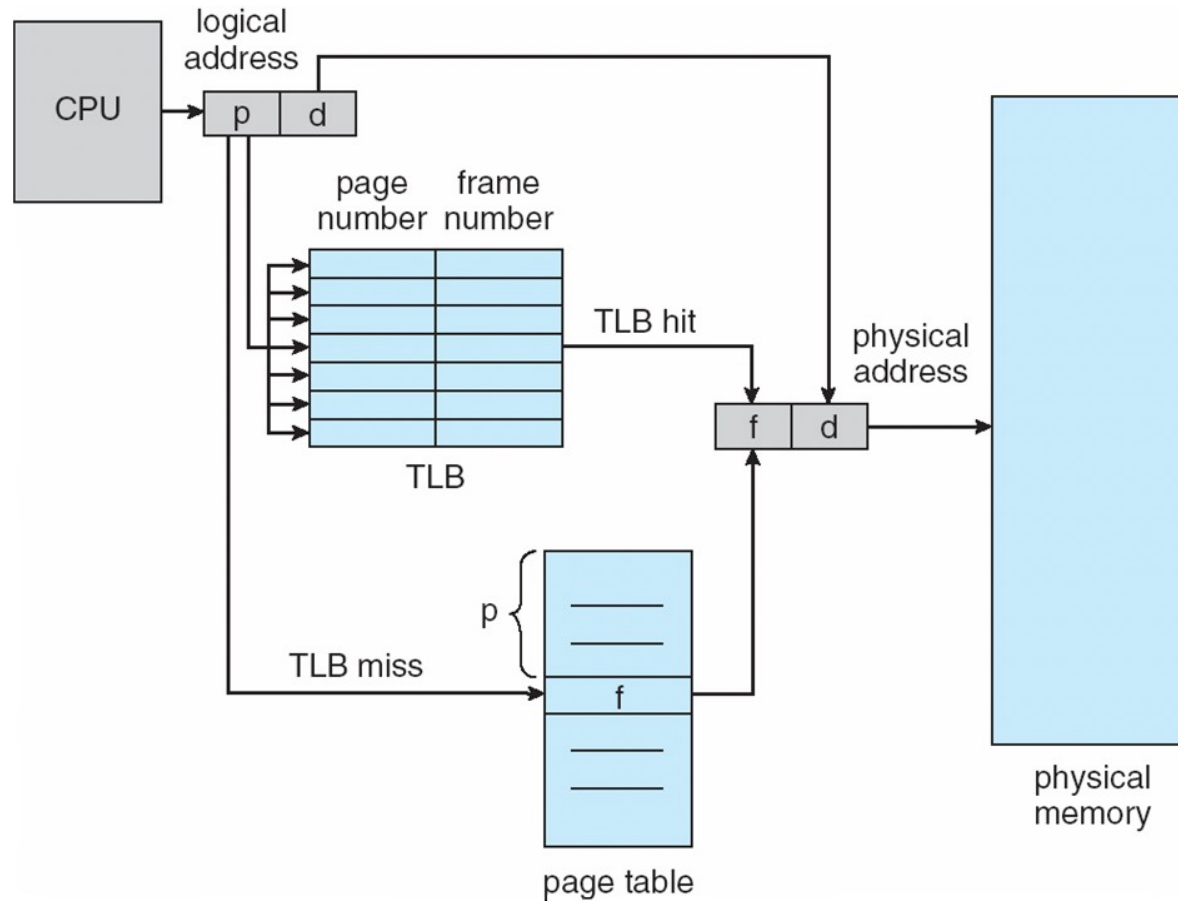 logical
address
CPU
p
d
page
number
frame
number
TLB hit
physical
address
f
d
TLB
p
TLB miss
f
physical
memory
page table